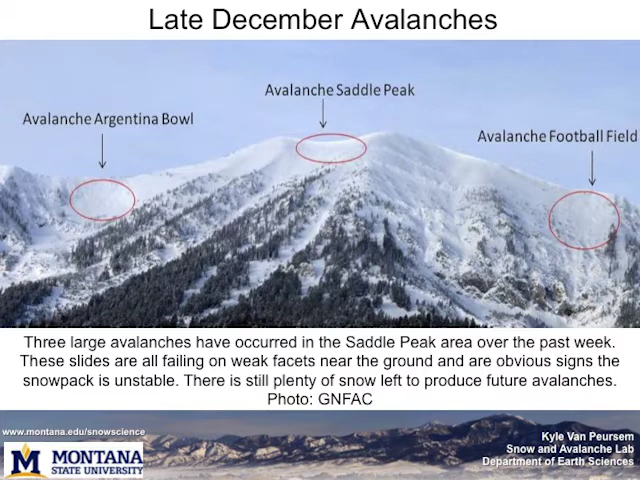 Late December Avalanches
Avalanche Saddle Peak
Avalanche Argentina Bowl
Avalanche Football Field
Three large avalanches have occurred in the Saddle Peak area over the past week.
These slides are all failing on weak facets near the ground and are obvious signs the
snowpack is unstable. There is still plenty of snow left to produce future avalanches.
Photo: GNFAC
www.montana.edu/snowscience
M MONTANA
STATE UNIVERSITY
Kyle Van Peursem
Snow and Avalanche Lab
Department of Earth Sciences